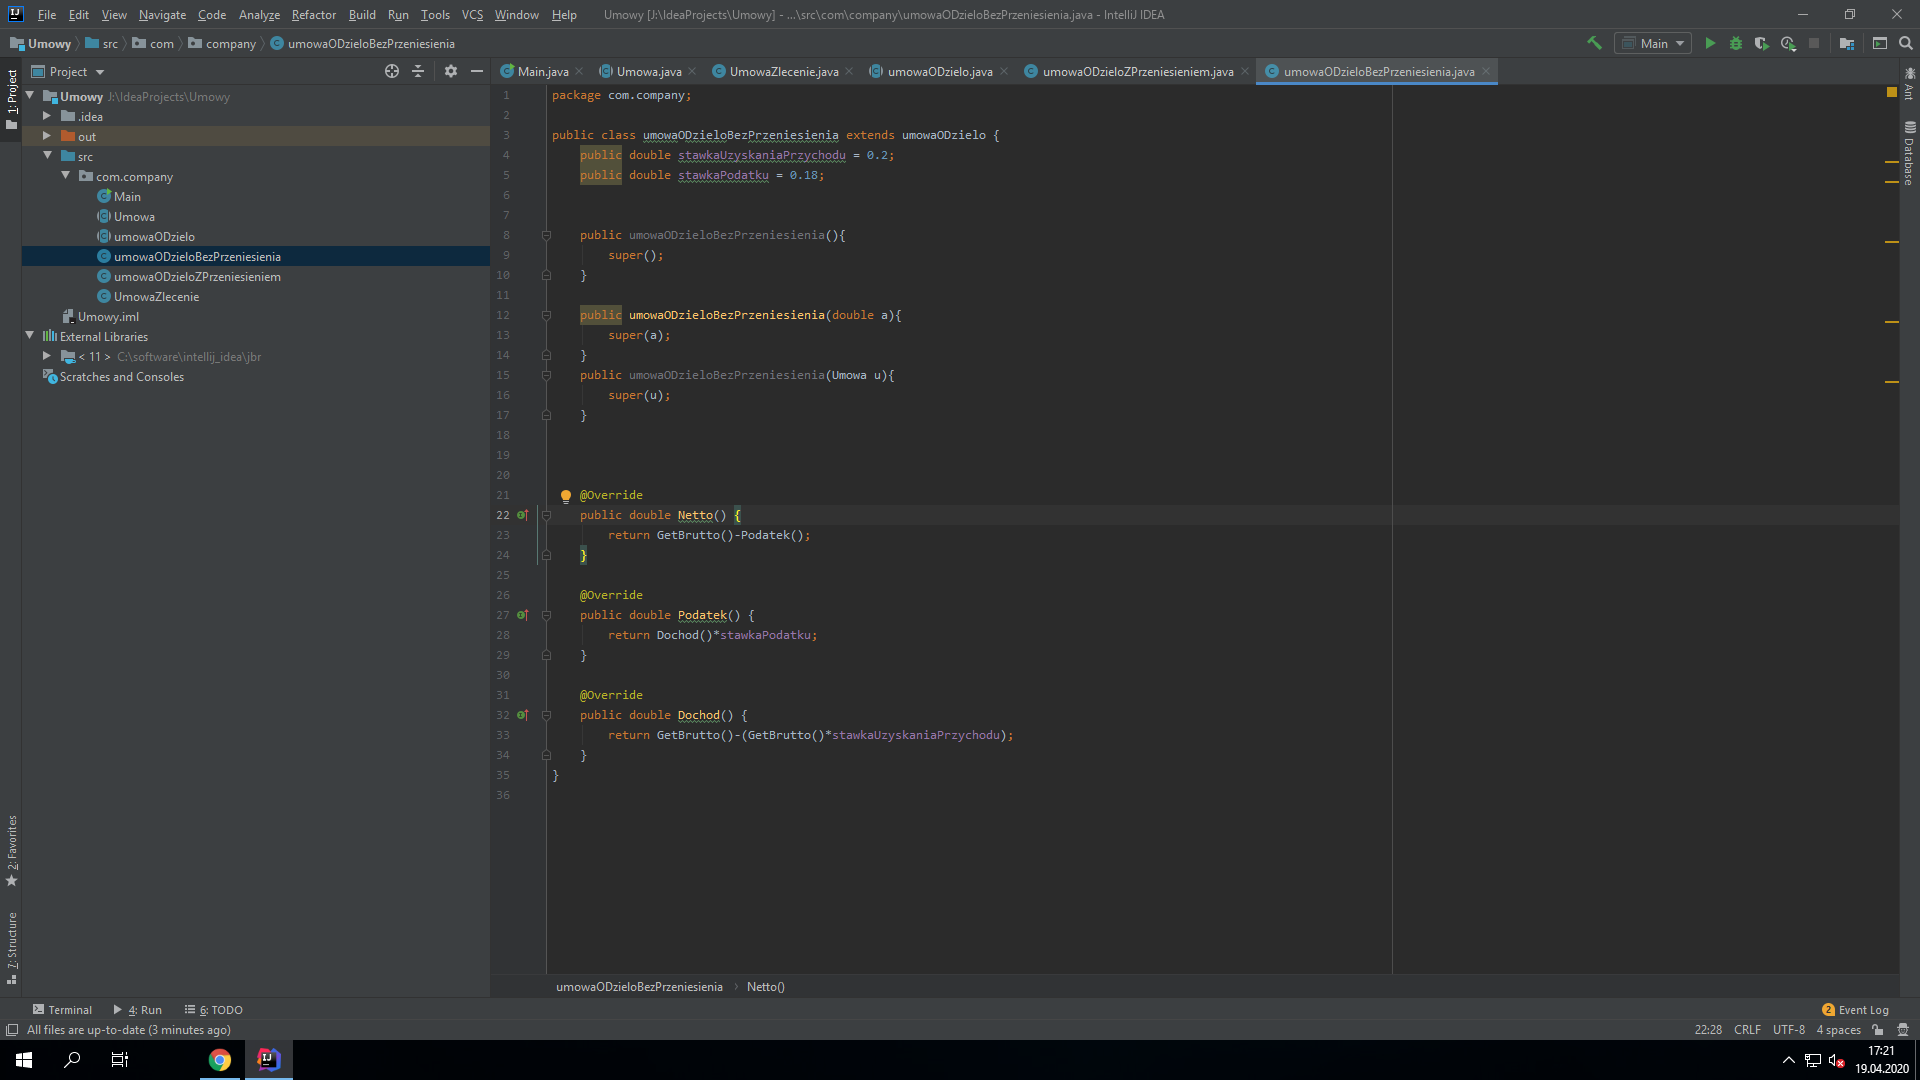 File Edit View Navigate Code Analyze Refactor Build Run Tools VCS Window Help Umowy [J:\IdeaProjects\Umowy] - ...\src\com\company\umowaODzieloBezPrzeniesienia.java - IntelliJ IDEA
Umowy src com company umowaODzieloBezPrzeniesienia Main
Project
Main.java Umowa.java UmowaZlecenie.java umowaODzielo.java umowaODzieloZPrzeniesieniem.java umowaODzieloBezPrzeniesienia.java
1: Project
2: Favorites
7: Structure
Umowy J:\IdeaProjects\Umowy
.idea
out
src
com.company
Main
Umowa
umowaODzielo
umowaODzieloBezPrzeniesienia
umowaODzieloZPrzeniesieniem
UmowaZlecenie
Umowy.iml
External Libraries
< 11 > C:\software\intellij_idea\jbr
Scratches and Consoles
1 package com.company;
2
3 public class umowaODzieloBezPrzeniesienia extends umowaODzielo {
4 public double stawkaUzyskaniaPrzychodu = 0.2;
5 public double stawkaPodatku = 0.18;
6
7
8 public umowaODzieloBezPrzeniesienia(){
9 super();
10 }
11
12 public umowaODzieloBezPrzeniesienia(double a){
13 super(a);
14 }
15 public umowaODzieloBezPrzeniesienia(Umowa u){
16 super(u);
17 }
18
19
20
21 @Override
22 public double Netto() {
23 return GetBrutto()-Podatek();
24 }
25
26 @Override
27 public double Podatek() {
28 return Dochod()*stawkaPodatku;
29 }
30
31 @Override
32 public double Dochod() {
33 return GetBrutto()-(GetBrutto()*stawkaUzyskaniaPrzychodu);
34 }
35 }
36
Ant
Database
umowaODzieloBezPrzeniesienia Netto()
Terminal 4: Run 6: TODO 2 Event Log
All files are up-to-date (3 minutes ago) 22:28 CRLF UTF-8 4 spaces
17:21
19.04.2020